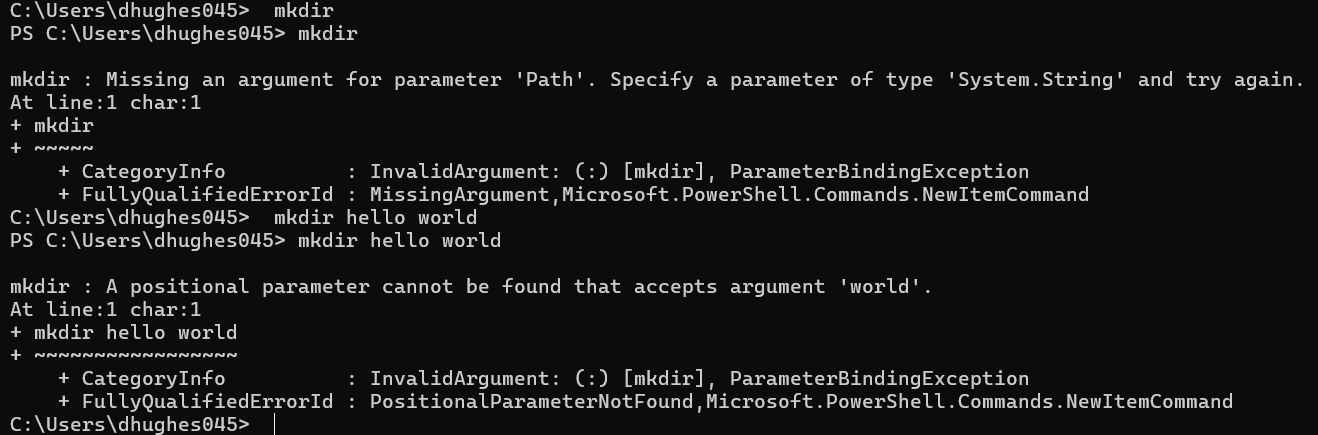 C:\Users\dhughes045>  mkdir
PS C:\Users\dhughes045> mkdir
mkdir : Missing an argument for parameter 'Path'. Specify a parameter of type 'System.String' and try again.
At line:1 char:1
+ mkdir
+ ~~~~~
    + CategoryInfo          : InvalidArgument: (:) [mkdir], ParameterBindingException
    + FullyQualifiedErrorId : MissingArgument,Microsoft.PowerShell.Commands.NewItemCommand
C:\Users\dhughes045>  mkdir hello world
PS C:\Users\dhughes045> mkdir hello world
mkdir : A positional parameter cannot be found that accepts argument 'world'.
At line:1 char:1
+ mkdir hello world
+ ~~~~~~~~~~~~~~~~~
    + CategoryInfo          : InvalidArgument: (:) [mkdir], ParameterBindingException
    + FullyQualifiedErrorId : PositionalParameterNotFound,Microsoft.PowerShell.Commands.NewItemCommand
C:\Users\dhughes045>